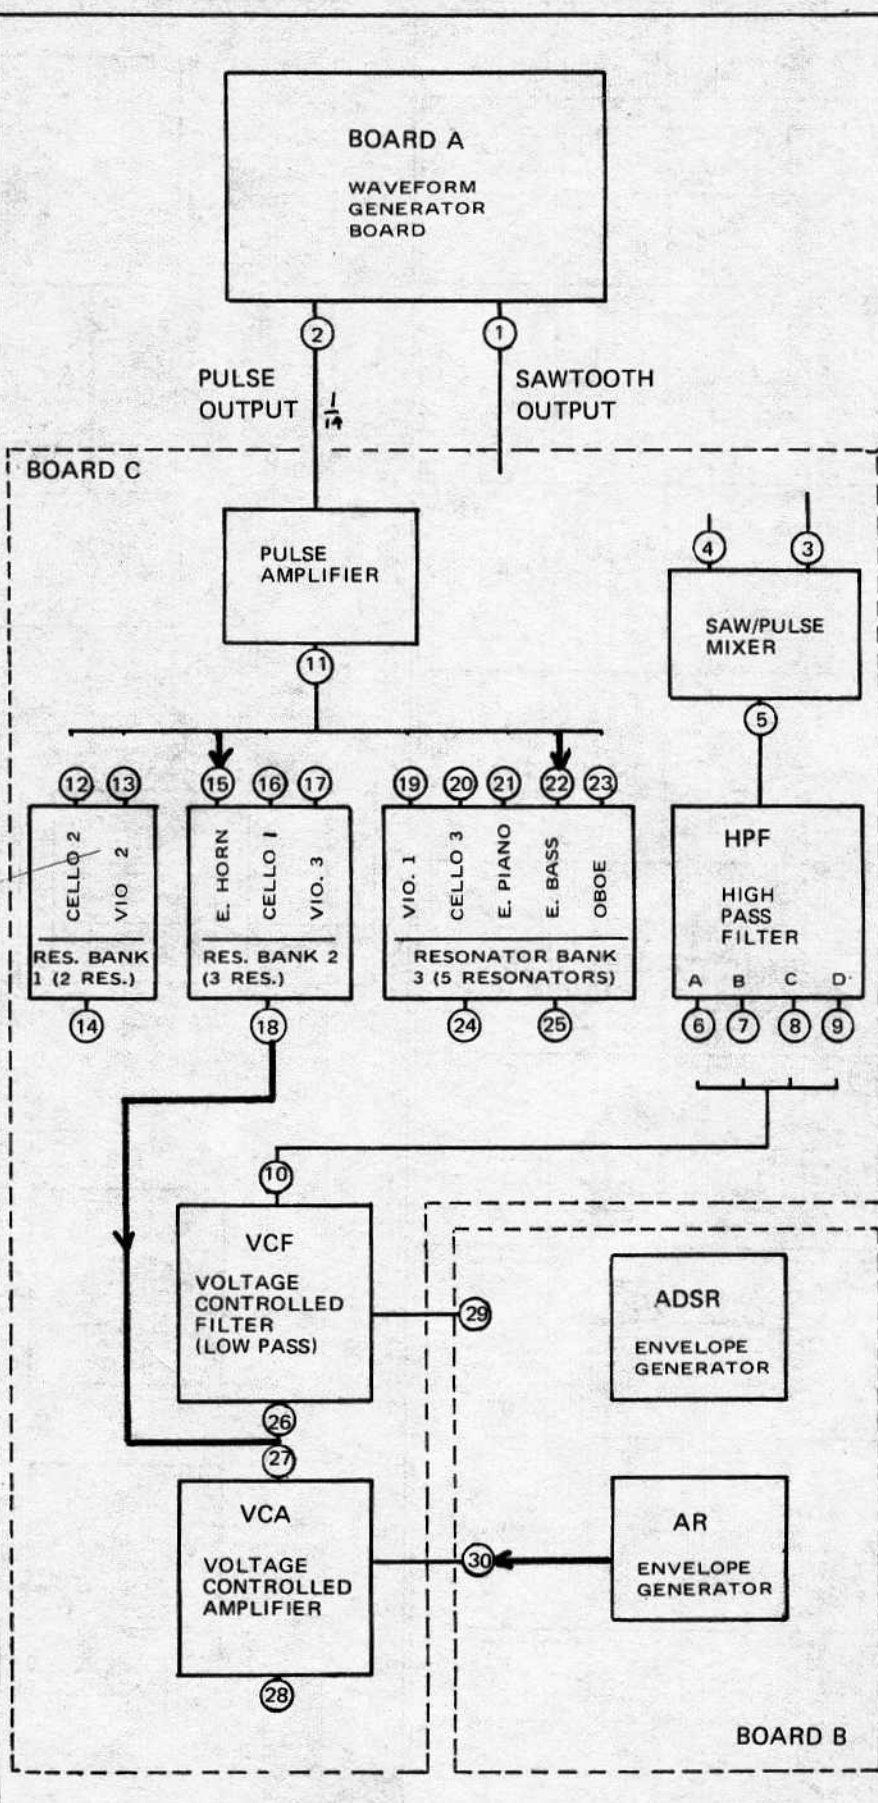 BOARD A
WAVEFORM
GENERATOR
BOARD
2
1
PULSE
OUTPUT
SAWTOOTH
OUTPUT
BOARD C
PULSE
AMPLIFIER
11
4
3
SAW/PULSE
MIXER
5
12
13
15
16
17
19
20
21
22
23
CELLO 2
VIO 2
E. HORN
CELLO 1
VIO. 3
VIO. 1
CELLO 3
E. PIANO
E. BASS
OBOE
RES. BANK
1 (2 RES.)
RES. BANK 2
(3 RES.)
RESONATOR BANK
3 (5 RESONATORS)
HPF
HIGH
PASS
FILTER
A B C D
14
18
24
25
6
7
8
9
10
VCF
VOLTAGE
CONTROLLED
FILTER
(LOW PASS)
29
ADSR
ENVELOPE
GENERATOR
26
27
VCA
VOLTAGE
CONTROLLED
AMPLIFIER
30
AR
ENVELOPE
GENERATOR
28
BOARD B